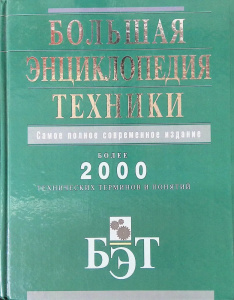 БОЛЬШАЯ
ЭНЦИКЛОПЕДИЯ
ТЕХНИКИ
Самое полное современное издание
БОЛЕЕ
2000
ТЕХНИЧЕСКИХ ТЕРМИНОВ И ПОНЯТИЙ
БЭТ